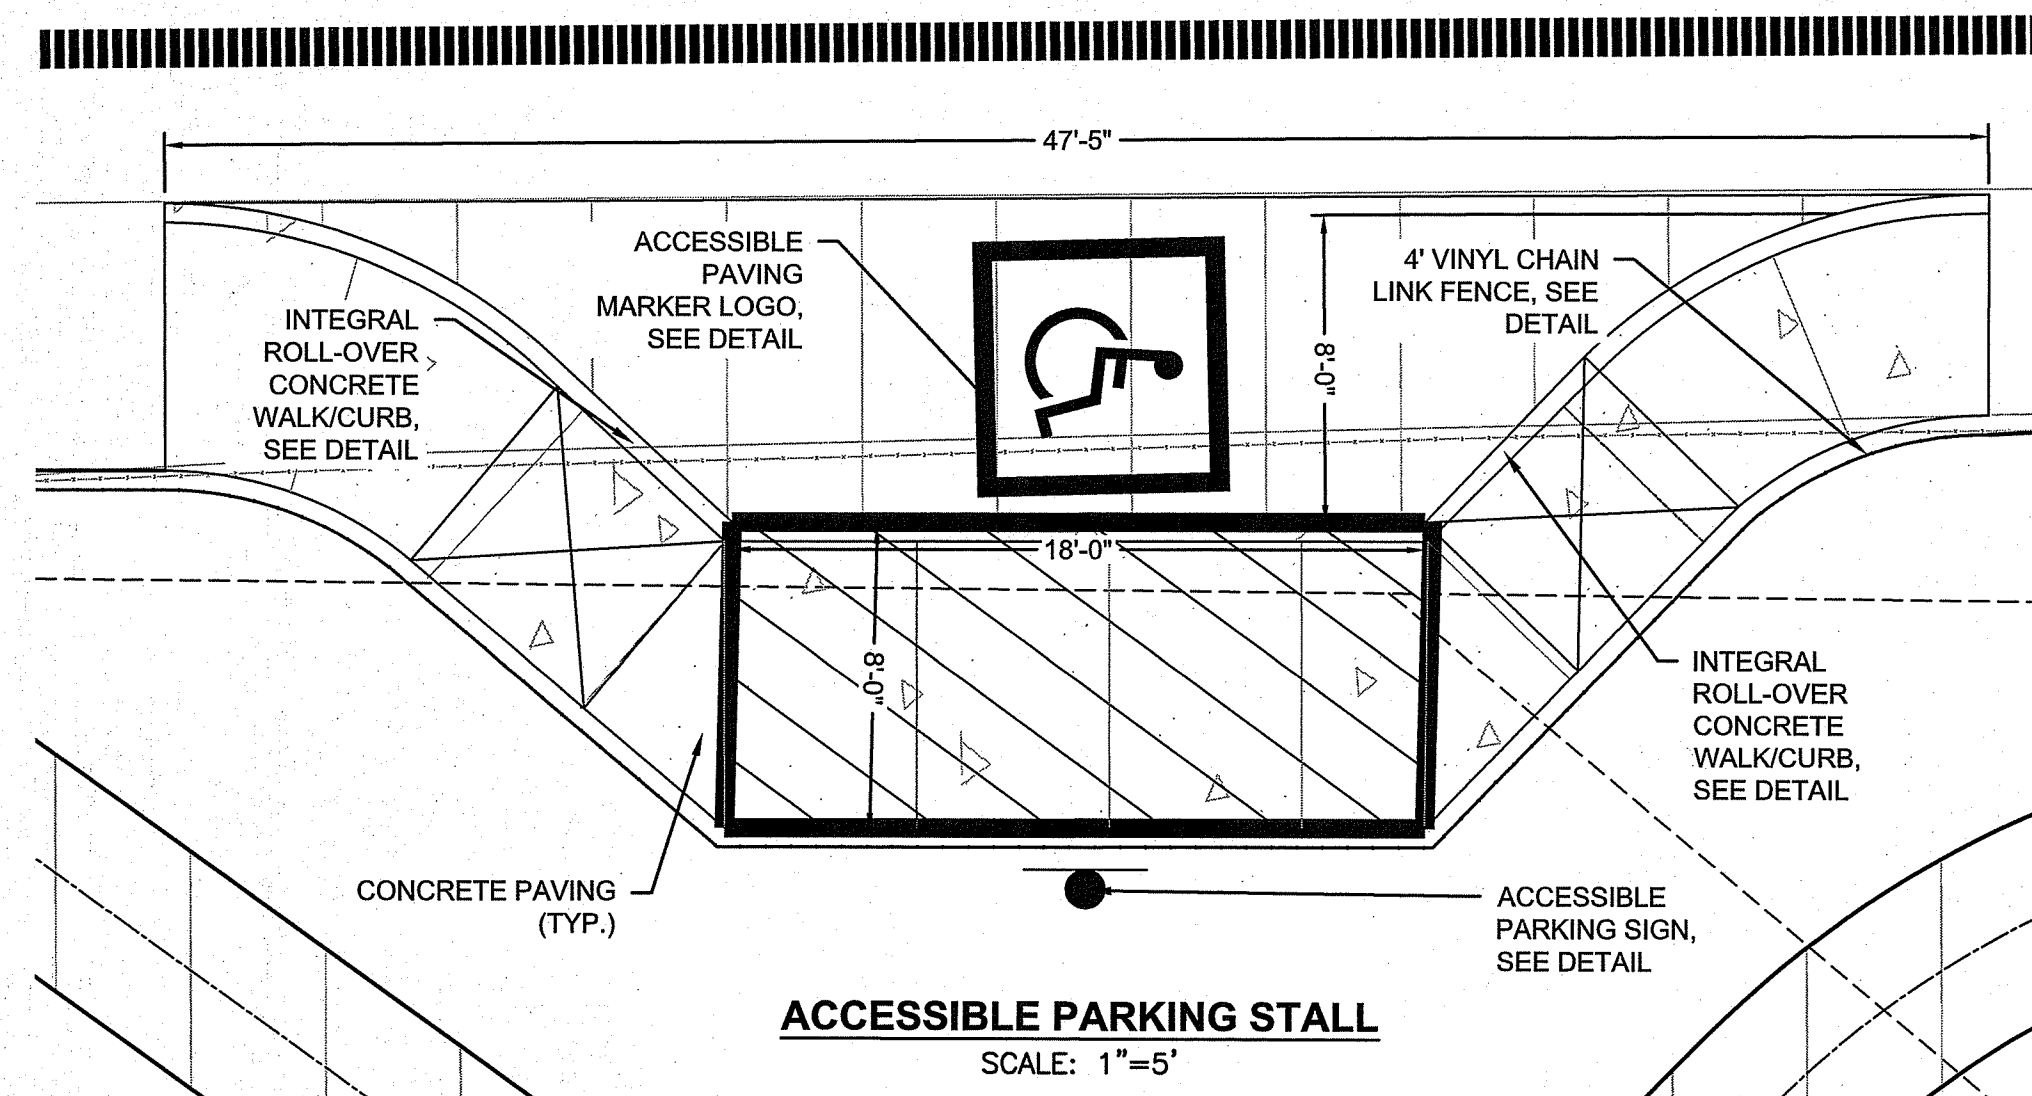 47'-5"
ACCESSIBLE
PAVING
MARKER LOGO,
SEE DETAIL
4' VINYL CHAIN
LINK FENCE, SEE
DETAIL
INTEGRAL
ROLL-OVER
CONCRETE
WALK/CURB,
SEE DETAIL
8'-0"
18'-0"
8'-0"
INTEGRAL
ROLL-OVER
CONCRETE
WALK/CURB,
SEE DETAIL
CONCRETE PAVING
(TYP.)
ACCESSIBLE
PARKING SIGN,
SEE DETAIL
ACCESSIBLE PARKING STALL
SCALE: 1"=5'